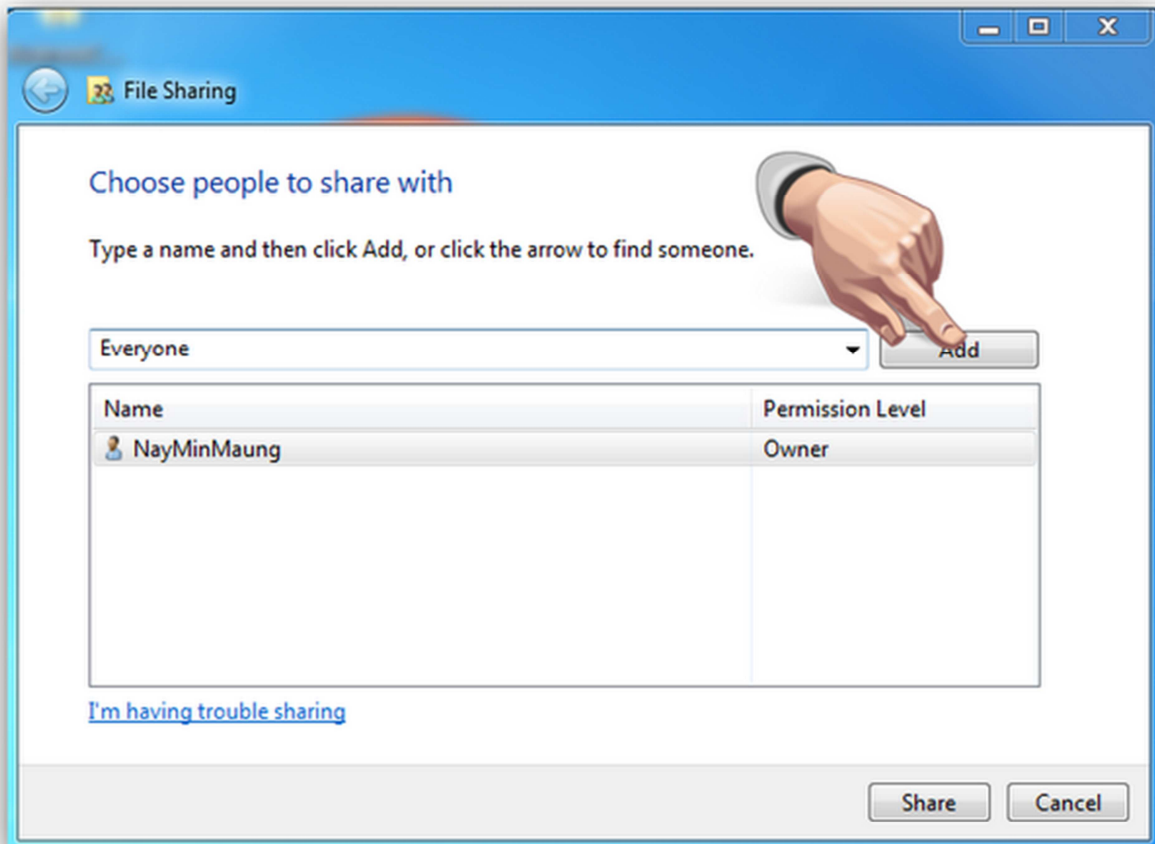 File Sharing
Choose people to share with
Type a name and then click Add, or click the arrow to find someone.
Everyone
Add
Name Permission Level
NayMinMaung Owner
I'm having trouble sharing
Share Cancel